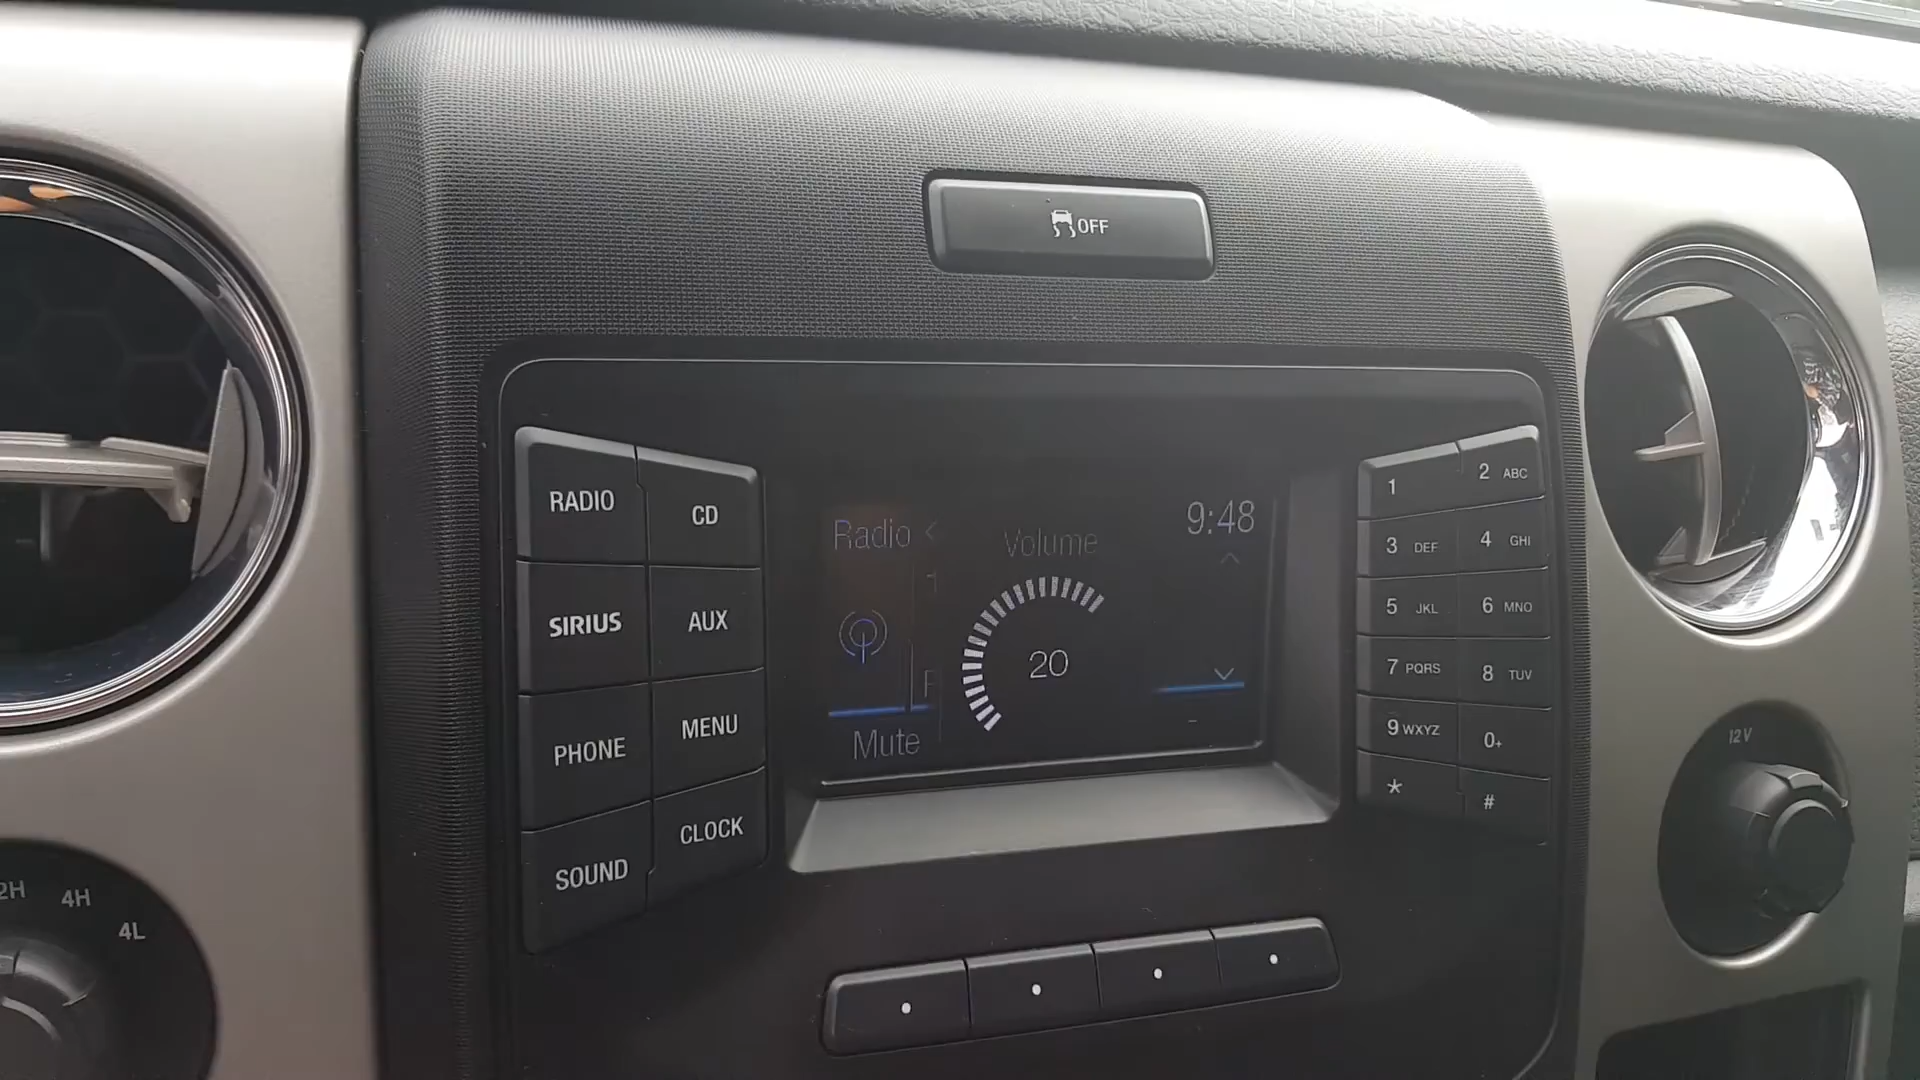 OFF
RADIO
CD
SIRIUS
AUX
PHONE
MENU
SOUND
CLOCK
Radio <
Volume
9:48
20
Mute
1
2 ABC
3 DEF
4 GHI
5 JKL
6 MNO
7 PQRS
8 TUV
9 WXYZ
0+
*
#
12V
2H
4H
4L